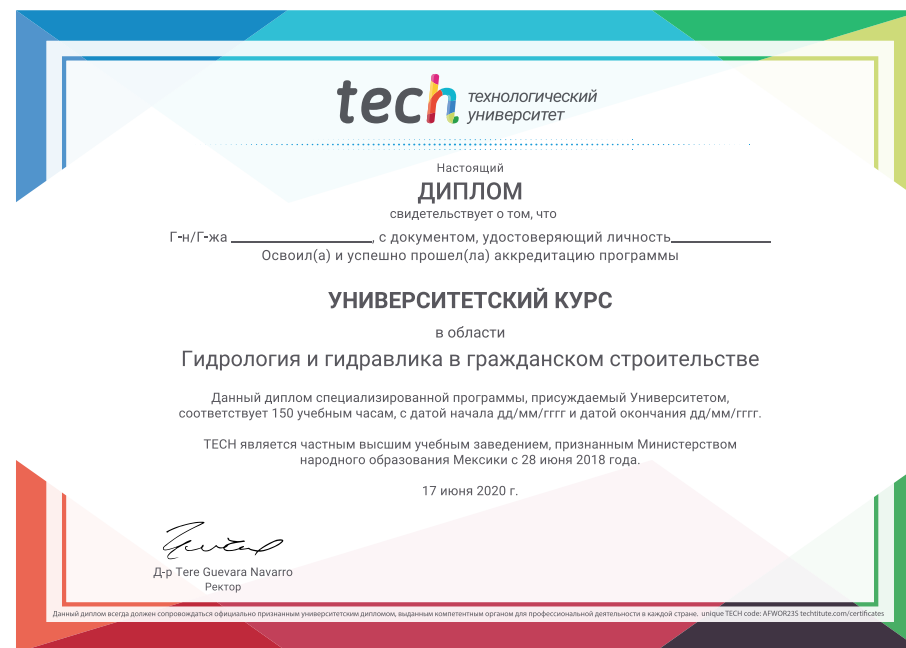 tech технологический
университет
Настоящий
ДИПЛОМ
свидетельствует о том, что
Г-н/Г-жа , с документом, удостоверяющий личность
Освоил(а) и успешно прошел(ла) аккредитацию программы
УНИВЕРСИТЕТСКИЙ КУРС
в области
Гидрология и гидравлика в гражданском строительстве
Данный диплом специализированной программы, присуждаемый Университетом,
соответствует 150 учебным часам, с датой начала дд/мм/гггг и датой окончания дд/мм/гггг.
TECH является частным высшим учебным заведением, признанным Министерством
народного образования Мексики с 28 июня 2018 года.
17 июня 2020 г.
Д-р Tere Guevara Navarro
Ректор
Данный диплом всегда должен сопровождаться официально признанным университетским дипломом, выданным компетентным органом для профессиональной деятельности в каждой стране. unique TECH code: AFWOR23S techtitute.com/certificates